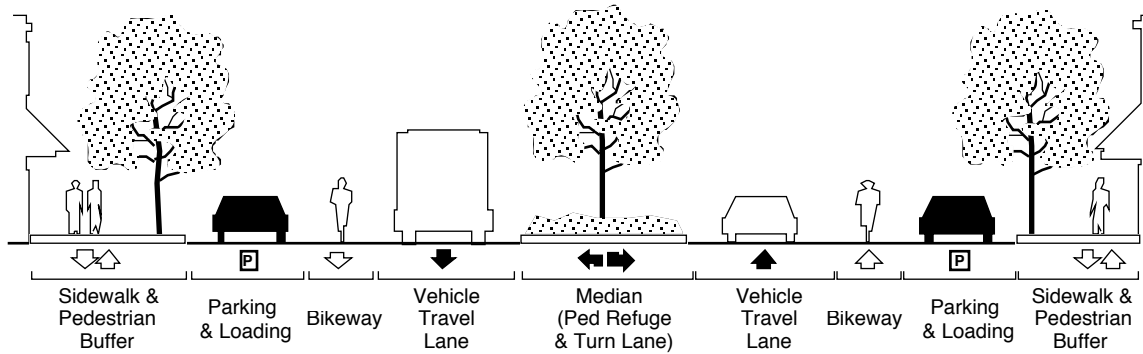 P
P
Sidewalk &
Pedestrian
Buffer
Parking
& Loading
Bikeway
Vehicle
Travel
Lane
Median
(Ped Refuge
& Turn Lane)
Vehicle
Travel
Lane
Bikeway
Parking
& Loading
Sidewalk &
Pedestrian
Buffer